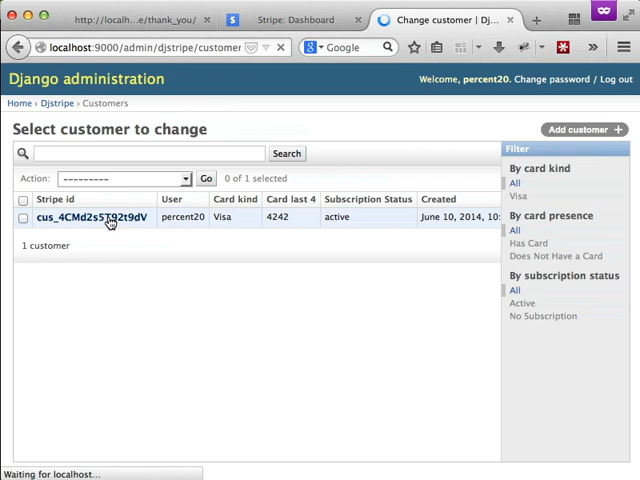 http://localh...e/thank_you/
Stripe: Dashboard
Change customer | Dj...
localhost:9000/admin/djstripe/customer
Google
Django administration
Welcome, percent20. Change password / Log out
Home › Djstripe › Customers
Select customer to change
Add customer +
Search
Action: ---------
Go
0 of 1 selected
Stripe id User Card kind Card last 4 Subscription Status Created
cus_4CMd2s5T92t9dV percent20 Visa 4242 active June 10, 2014, 10:
1 customer
Filter
By card kind
All
Visa
By card presence
All
Has Card
Does Not Have a Card
By subscription status
All
Active
No Subscription
Waiting for localhost...